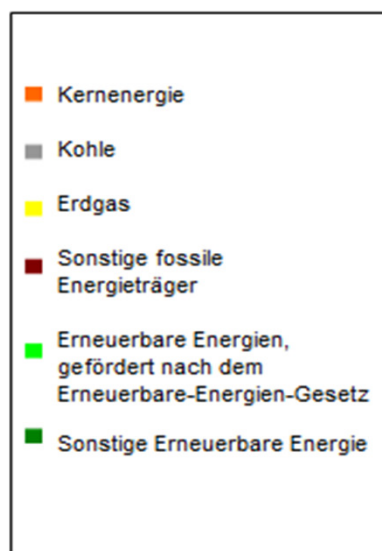 Kernenergie
Kohle
Erdgas
Sonstige fossile
Energieträger
Erneuerbare Energien,
gefördert nach dem
Erneuerbare-Energien-Gesetz
Sonstige Erneuerbare Energie